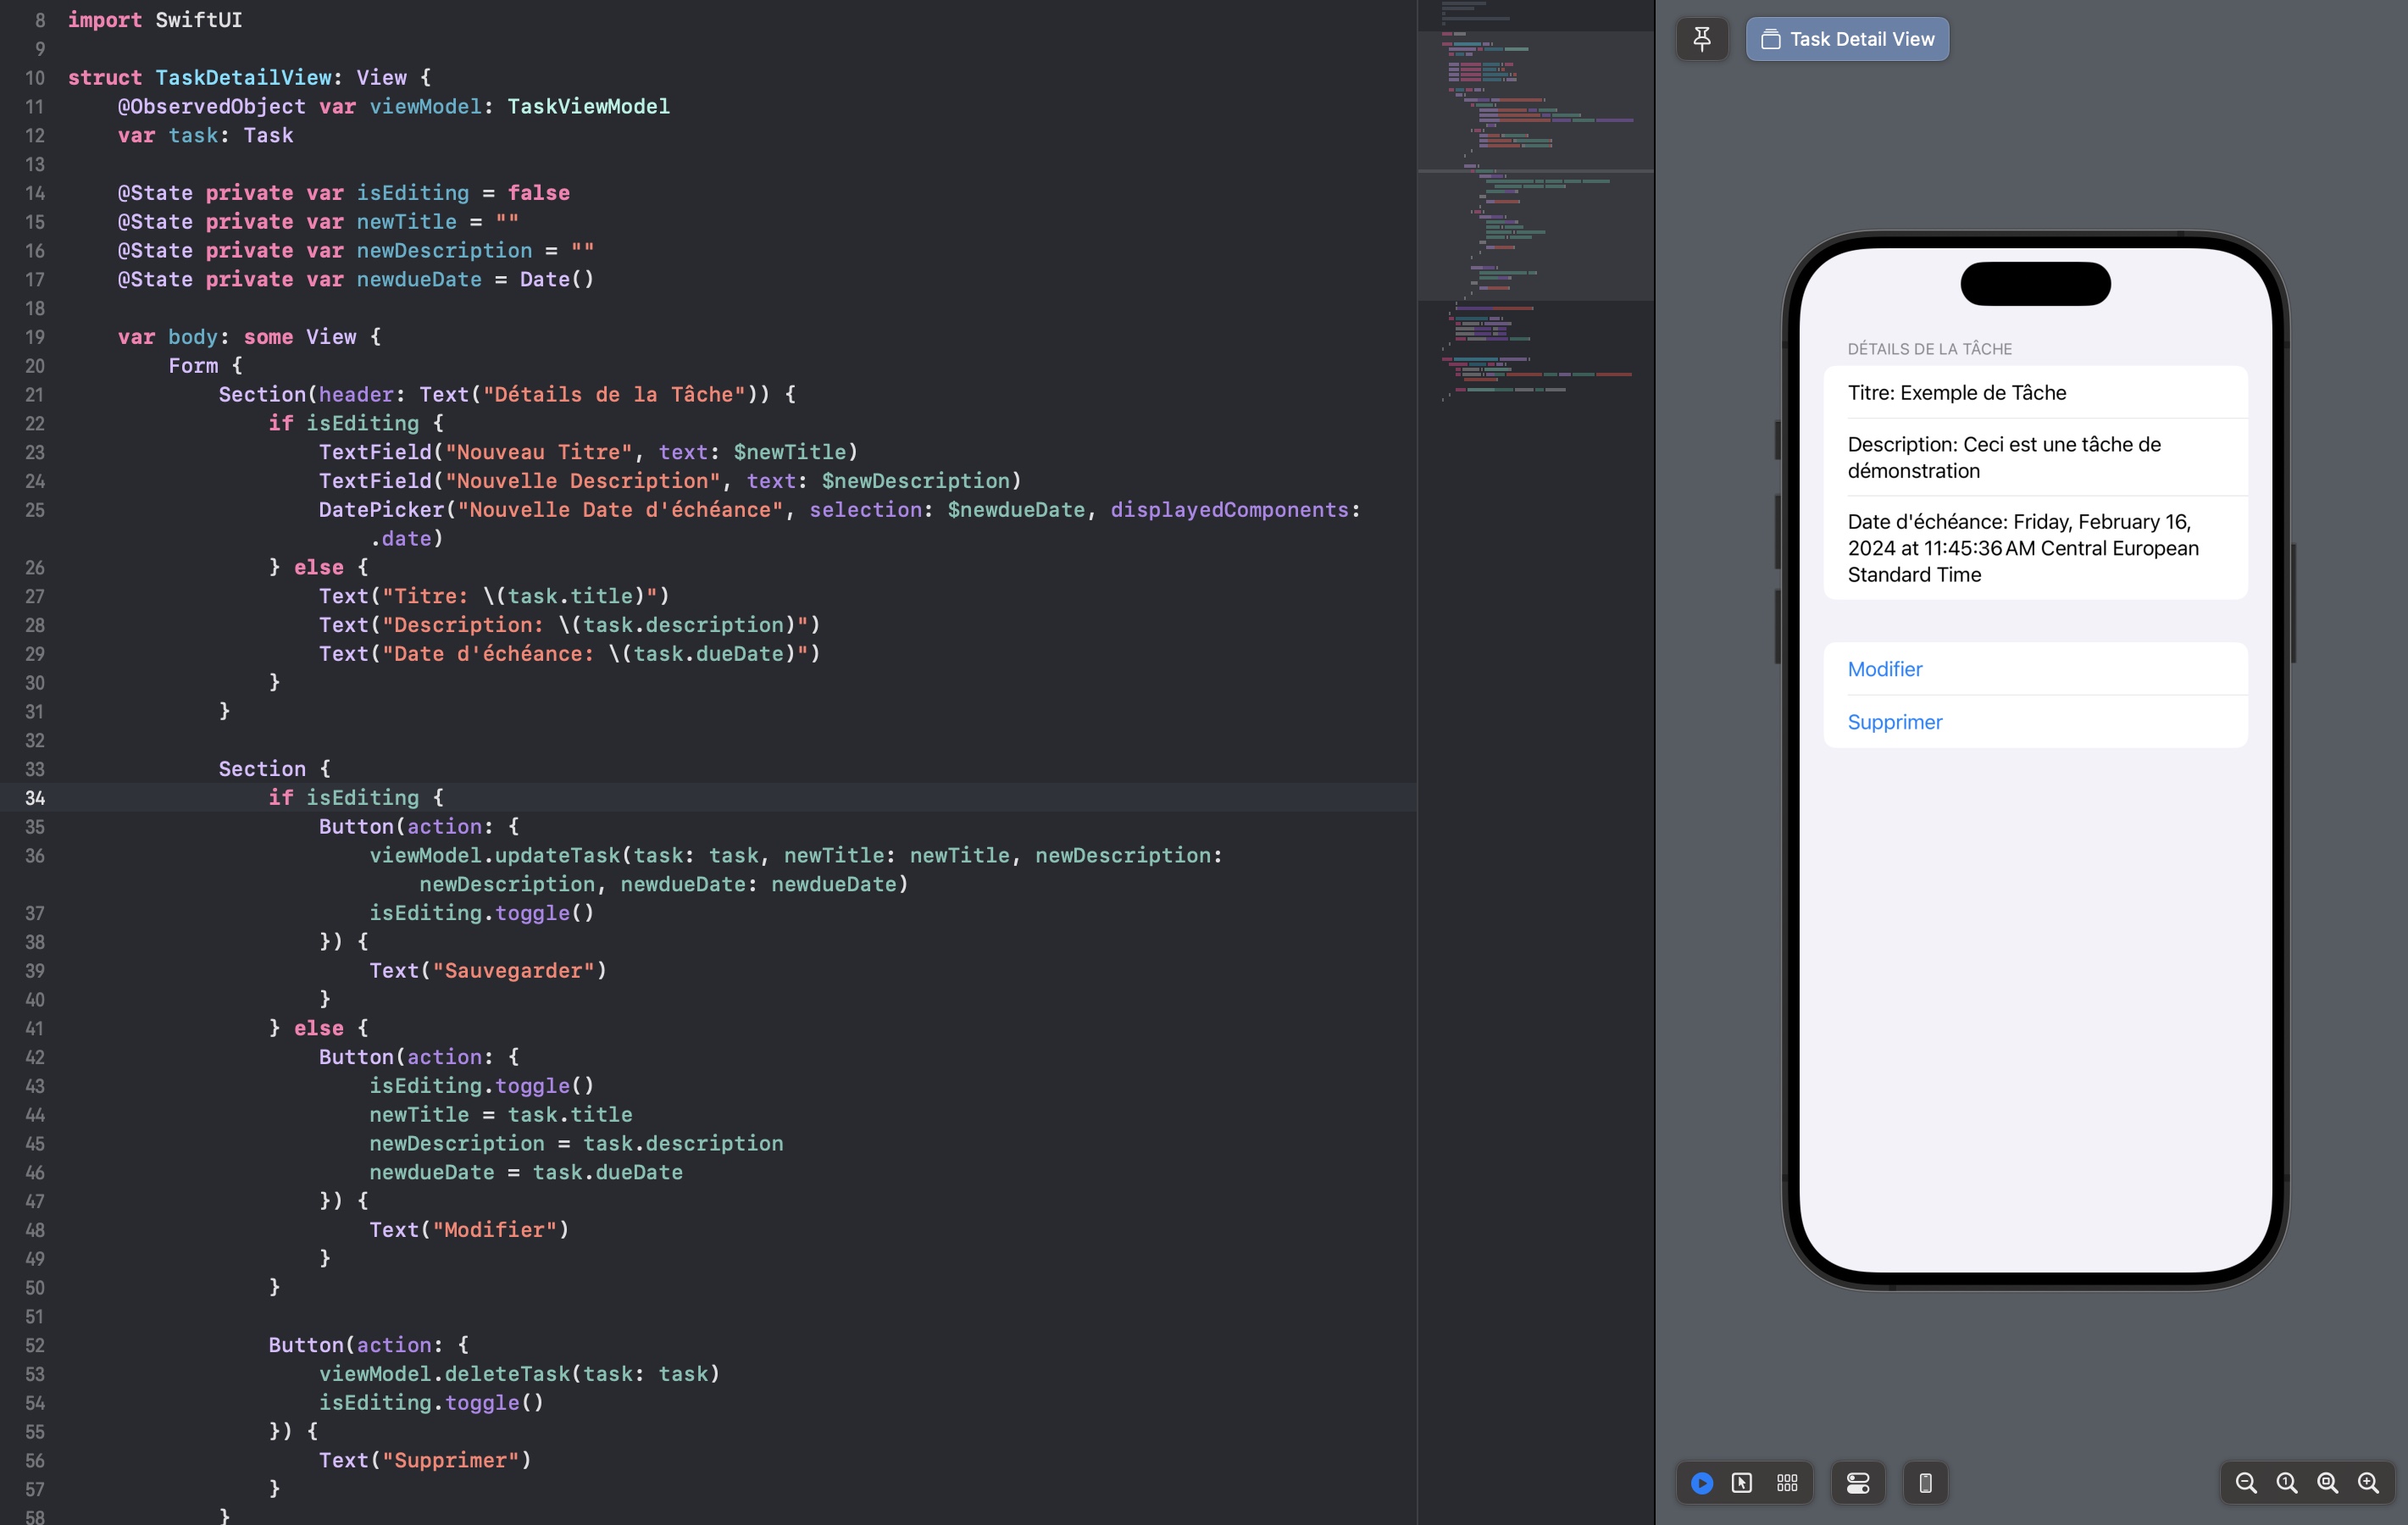 8 import SwiftUI
9
10 struct TaskDetailView: View {
11     @ObservedObject var viewModel: TaskViewModel
12     var task: Task
13
14     @State private var isEditing = false
15     @State private var newTitle = ""
16     @State private var newDescription = ""
17     @State private var newdueDate = Date()
18
19     var body: some View {
20         Form {
21             Section(header: Text("Détails de la Tâche")) {
22                 if isEditing {
23                     TextField("Nouveau Titre", text: $newTitle)
24                     TextField("Nouvelle Description", text: $newDescription)
25                     DatePicker("Nouvelle Date d'échéance", selection: $newdueDate, displayedComponents:
                        .date)
26                 } else {
27                     Text("Titre: \(task.title)")
28                     Text("Description: \(task.description)")
29                     Text("Date d'échéance: \(task.dueDate)")
30                 }
31             }
32
33             Section {
34                 if isEditing {
35                     Button(action: {
36                         viewModel.updateTask(task: task, newTitle: newTitle, newDescription:
                            newDescription, newdueDate: newdueDate)
37                         isEditing.toggle()
38                     }) {
39                         Text("Sauvegarder")
40                     }
41                 } else {
42                     Button(action: {
43                         isEditing.toggle()
44                         newTitle = task.title
45                         newDescription = task.description
46                         newdueDate = task.dueDate
47                     }) {
48                         Text("Modifier")
49                     }
50                 }
51
52                 Button(action: {
53                     viewModel.deleteTask(task: task)
54                     isEditing.toggle()
55                 }) {
56                     Text("Supprimer")
57                 }
58             }
Task Detail View
DÉTAILS DE LA TÂCHE
Titre: Exemple de Tâche
Description: Ceci est une tâche de
démonstration
Date d'échéance: Friday, February 16,
2024 at 11:45:36 AM Central European
Standard Time
Modifier
Supprimer